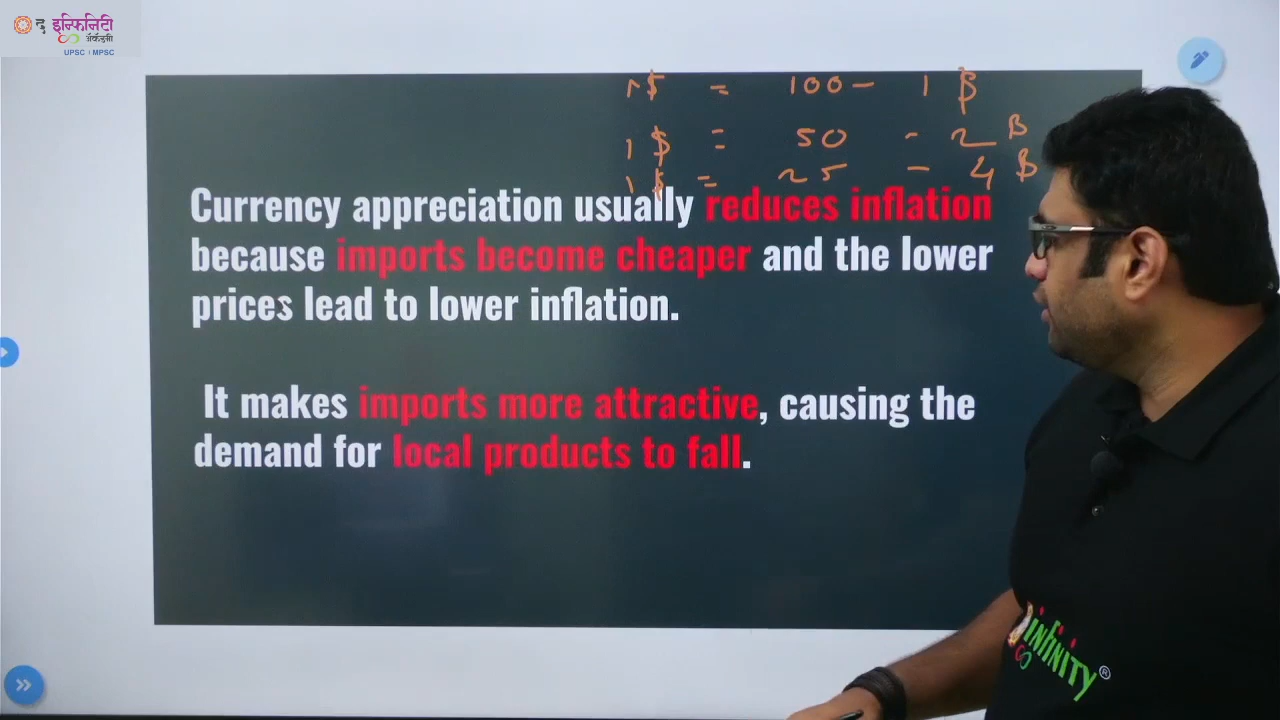 द इन्फिनिटी
अॅकॅडमी
UPSC | MPSC
1$ = 100 - 1 B
1$ = 50 - 2 B
1$ = 25 - 4 B
Currency appreciation usually reduces inflation
because imports become cheaper and the lower
prices lead to lower inflation.
It makes imports more attractive, causing the
demand for local products to fall.
INFINITY®